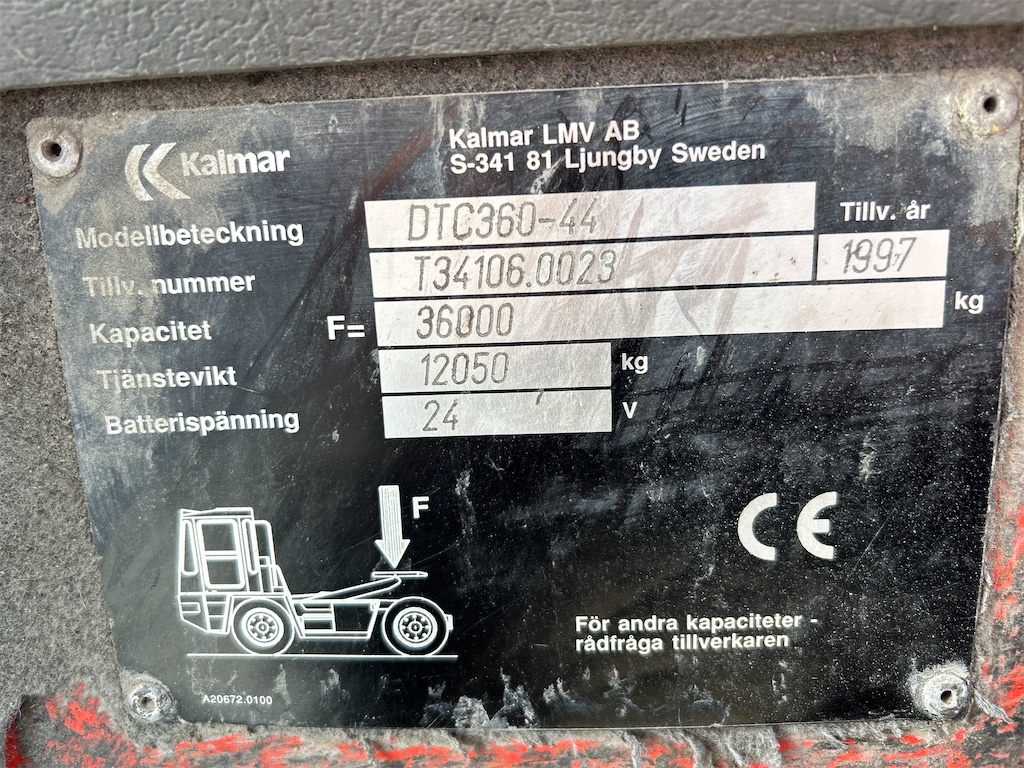 Kalmar
Kalmar LMV AB
S-341 81 Ljungby Sweden
Modellbeteckning DTC360-44
Tillv. år
Tillv. nummer T34106.0023 1997
Kapacitet F= 36000 kg
Tjänstevikt 12050 kg
Batterispänning 24 V
F
CE
För andra kapaciteter -
rådfråga tillverkaren
A20672.0100